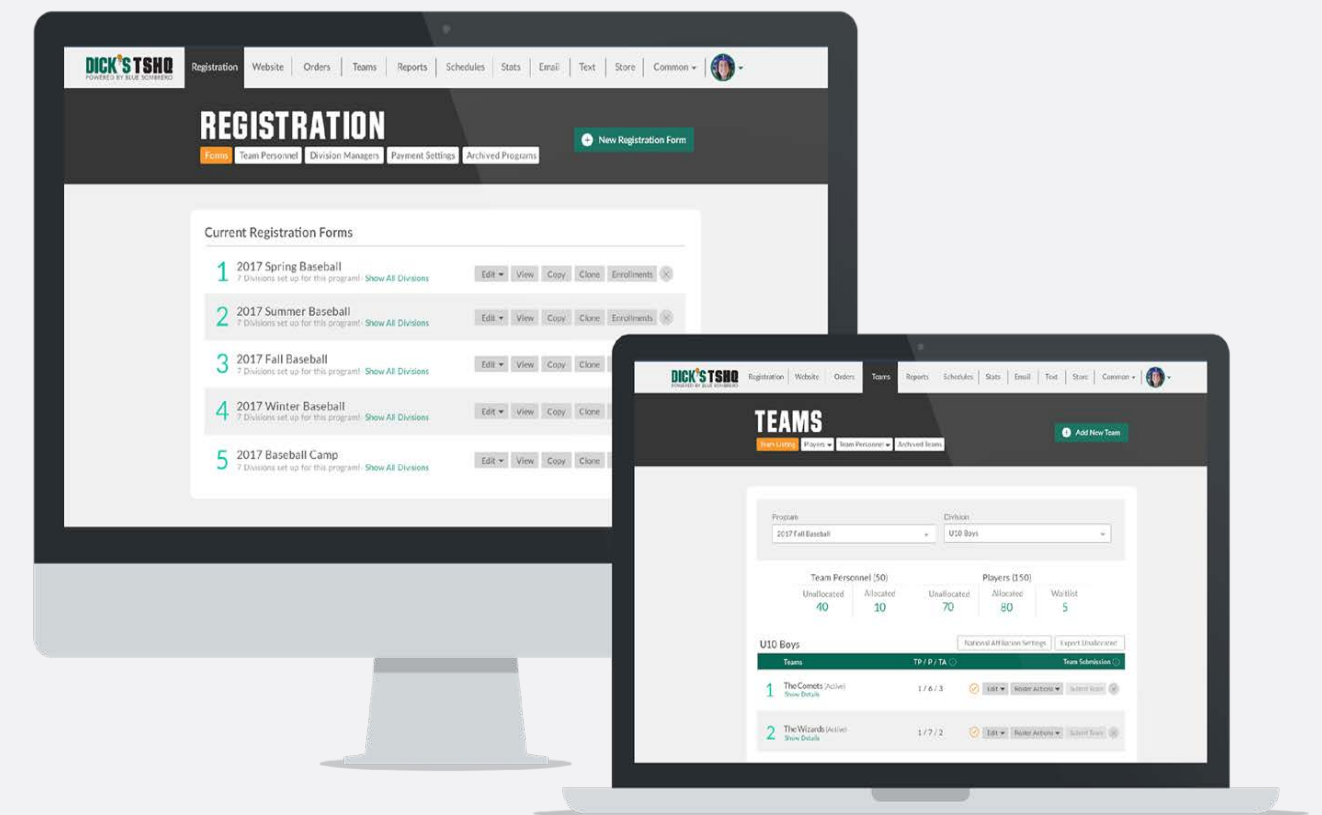 DICK'S TSHQ
POWERED BY BLUE SOMBRERO
Registration Website Orders Teams Reports Schedules Stats Email Text Store Common
REGISTRATION
New Registration Form
Forms Team Personnel Division Managers Payment Settings Archived Programs
Current Registration Forms
1 2017 Spring Baseball
7 Divisions set up for this program!- Show All Divisions
Edit View Copy Clone Enrollments
2 2017 Summer Baseball
7 Divisions set up for this program!- Show All Divisions
Edit View Copy Clone Enrollments
3 2017 Fall Baseball
7 Divisions set up for this program!- Show All Divisions
Edit View Copy Clone
4 2017 Winter Baseball
7 Divisions set up for this program!- Show All Divisions
Edit View Copy Clone
5 2017 Baseball Camp
7 Divisions set up for this program!- Show All Divisions
Edit View Copy Clone
DICK'S TSHQ
POWERED BY BLUE SOMBRERO
Registration Website Orders Teams Reports Schedules Stats Email Text Store Common
TEAMS
Add New Team
Team Listing Players Team Personnel Archived Teams
Program Division
2017 Fall Baseball U10 Boys
Team Personnel (50) Players (150)
Unallocated Allocated Unallocated Allocated Waitlist
40 10 70 80 5
U10 Boys National Affiliation Settings Export Unallocated
Teams TP / P / TA Team Submission
1 The Comets (Active) 1 / 6 / 3 Edit Roster Actions Submit Team
Show Details
2 The Wizards (Active) 1 / 7 / 2 Edit Roster Actions Submit Team
Show Details